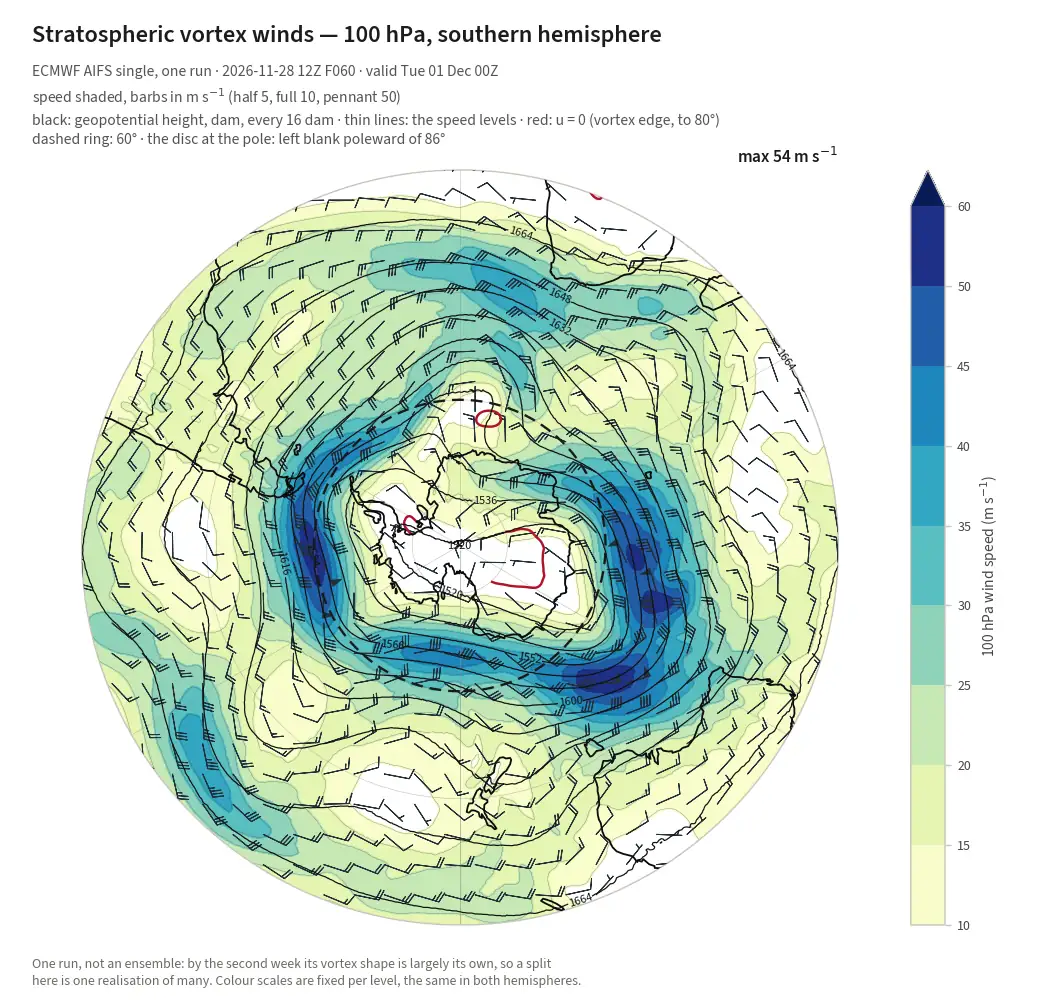 Stratospheric vortex winds — 100 hPa, southern hemisphere
ECMWF AIFS single, one run · 2026-11-28 12Z F060 · valid Tue 01 Dec 00Z
speed shaded, barbs in m s⁻¹ (half 5, full 10, pennant 50)
black: geopotential height, dam, every 16 dam · thin lines: the speed levels · red: u = 0 (vortex edge, to 80°)
dashed ring: 60° · the disc at the pole: left blank poleward of 86°
max 54 m s⁻¹
1664
1648
1632
1664
1536
1520
1616
1520
1568
1552
1600
1664
60
50
45
40
35
30
25
20
15
10
100 hPa wind speed (m s⁻¹)
One run, not an ensemble: by the second week its vortex shape is largely its own, so a split
here is one realisation of many. Colour scales are fixed per level, the same in both hemispheres.